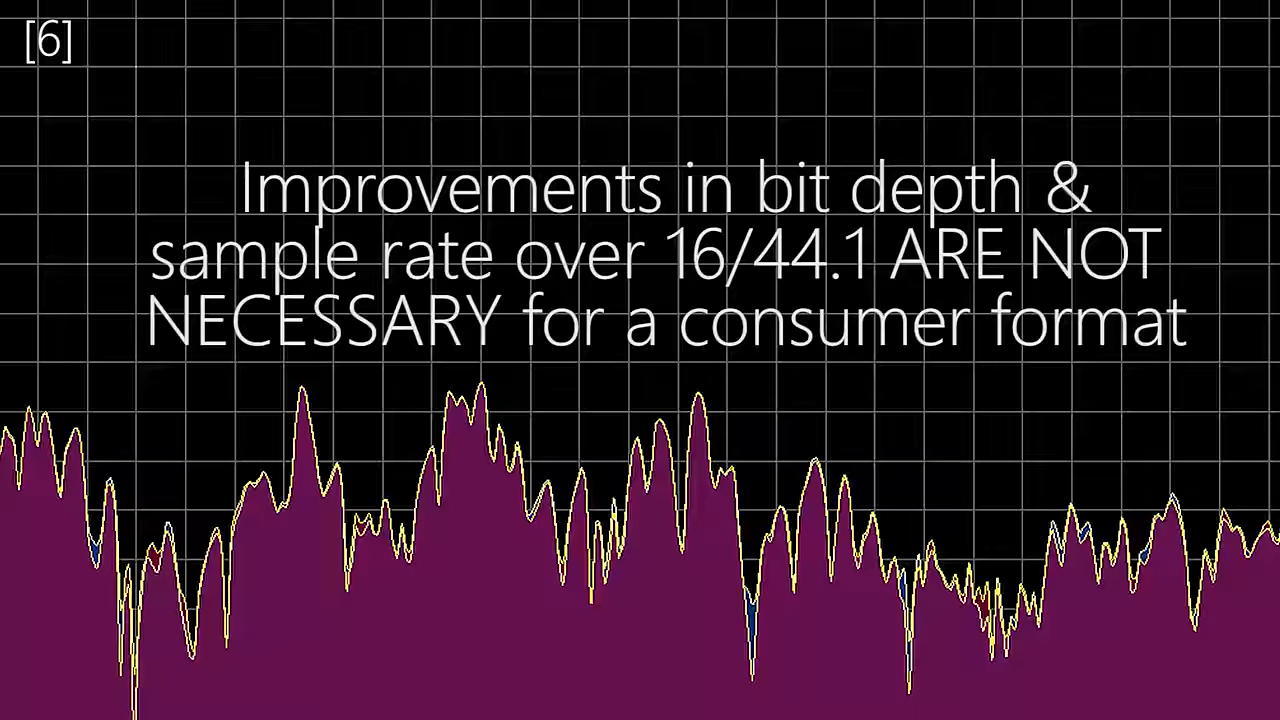 [6]
Improvements in bit depth &
sample rate over 16/44.1 ARE NOT
NECESSARY for a consumer format